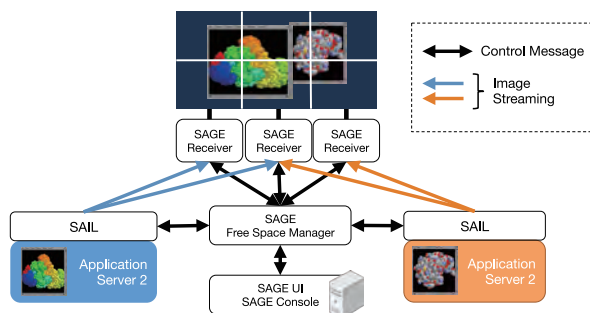 Control Message
Image
Streaming
SAGE
Receiver
SAGE
Receiver
SAGE
Receiver
SAIL
SAGE
Free Space Manager
SAIL
Application
Server 2
Application
Server 2
SAGE UI
SAGE Console